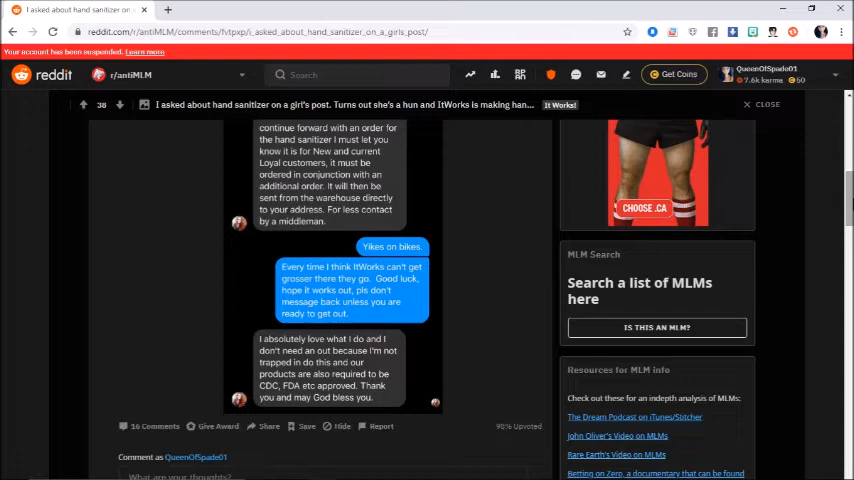 I asked about hand sanitizer on a
reddit.com/r/antiMLM/comments/fvtpxp/i_asked_about_hand_sanitizer_on_a_girls_post/
Your account has been suspended. Learn more
reddit
r/antiMLM
Search
Get Coins
QueenOfSpade01
7.6k karma 50
38
I asked about hand sanitizer on a girl's post. Turns out she's a hun and ItWorks is making han...
It Works!
CLOSE
continue forward with an order for
the hand sanitizer I must let you
know it is for New and current
Loyal customers, it must be
ordered in conjunction with an
additional order. It will then be
sent from the warehouse directly
to your address. For less contact
by a middleman.
Yikes on bikes.
Every time I think ItWorks can't get
grosser there they go. Good luck,
hope it works out, pls don't
message back unless you are
ready to get out.
I absolutely love what I do and I
don't need an out because i'm not
trapped in do this and our
products are also required to be
CDC, FDA etc approved. Thank
you and may God bless you.
16 Comments Give Award Share Save Hide Report
98% Upvoted
Comment as QueenOfSpade01
What are your thoughts?
CHOOSE .CA
MLM Search
Search a list of MLMs
here
IS THIS AN MLM?
Resources for MLM info
Check out these for an indepth analysis of MLMs:
The Dream Podcast on iTunes/Stitcher
John Oliver's Video on MLMs
Rare Earth's Video on MLMs
Betting on Zero, a documentary that can be found